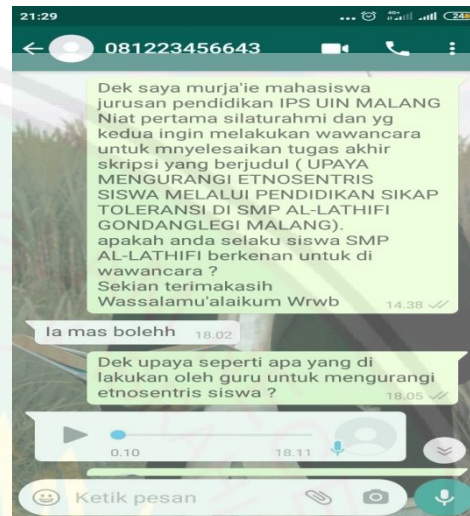 21:29
24
081223456643
Dek saya murja'ie mahasiswa
jurusan pendidikan IPS UIN MALANG
Niat pertama silaturahmi dan yg
kedua ingin melakukan wawancara
untuk mnyelesaikan tugas akhir
skripsi yang berjudul ( UPAYA
MENGURANGI ETNOSENTRIS
SISWA MELALUI PENDIDIKAN SIKAP
TOLERANSI DI SMP AL-LATHIFI
GONDANGLEGI MALANG).
apakah anda selaku siswa SMP
AL-LATHIFI berkenan untuk di
wawancara ?
Sekian terimakasih
Wassalamu'alaikum Wrwb 14.38
Ia mas bolehh 18.02
Dek upaya seperti apa yang di
lakukan oleh guru untuk mengurangi
etnosentris siswa ? 18.05
0.10 18.11
Ketik pesan